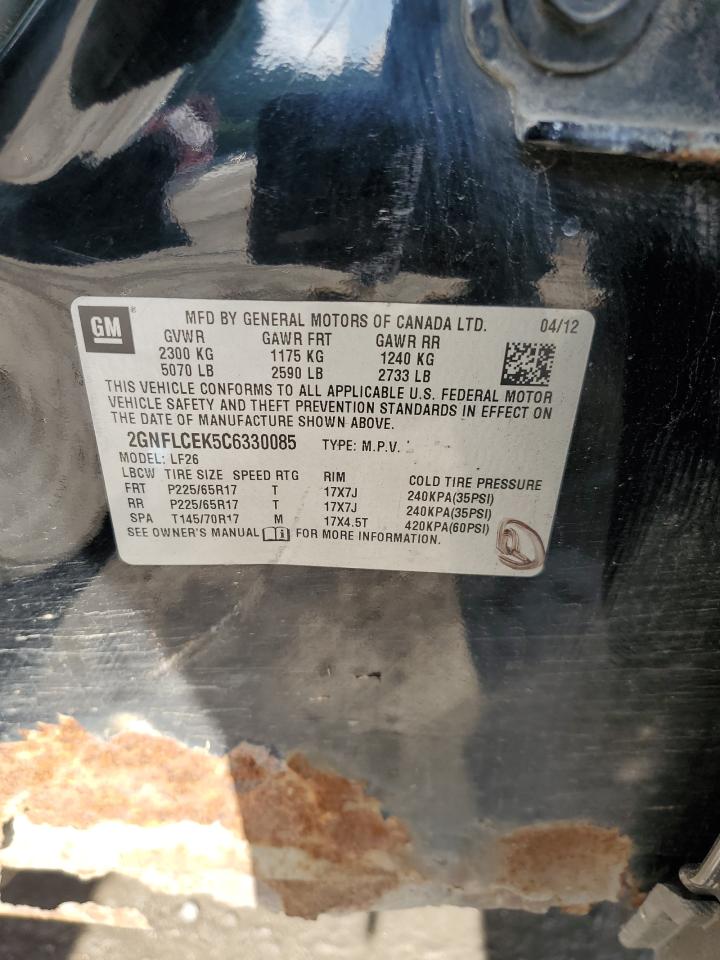 GM ® MFD BY GENERAL MOTORS OF CANADA LTD. 04/12
GVWR GAWR FRT GAWR RR
2300 KG 1175 KG 1240 KG
5070 LB 2590 LB 2733 LB
THIS VEHICLE CONFORMS TO ALL APPLICABLE U.S. FEDERAL MOTOR
VEHICLE SAFETY AND THEFT PREVENTION STANDARDS IN EFFECT ON
THE DATE OF MANUFACTURE SHOWN ABOVE.
2GNFLCEK5C6330085 TYPE: M.P.V.
MODEL: LF26
LBCW TIRE SIZE SPEED RTG RIM COLD TIRE PRESSURE
FRT P225/65R17 T 17X7J 240KPA(35PSI)
RR P225/65R17 T 17X7J 240KPA(35PSI)
SPA T145/70R17 M 17X4.5T 420KPA(60PSI)
SEE OWNER'S MANUAL FOR MORE INFORMATION.